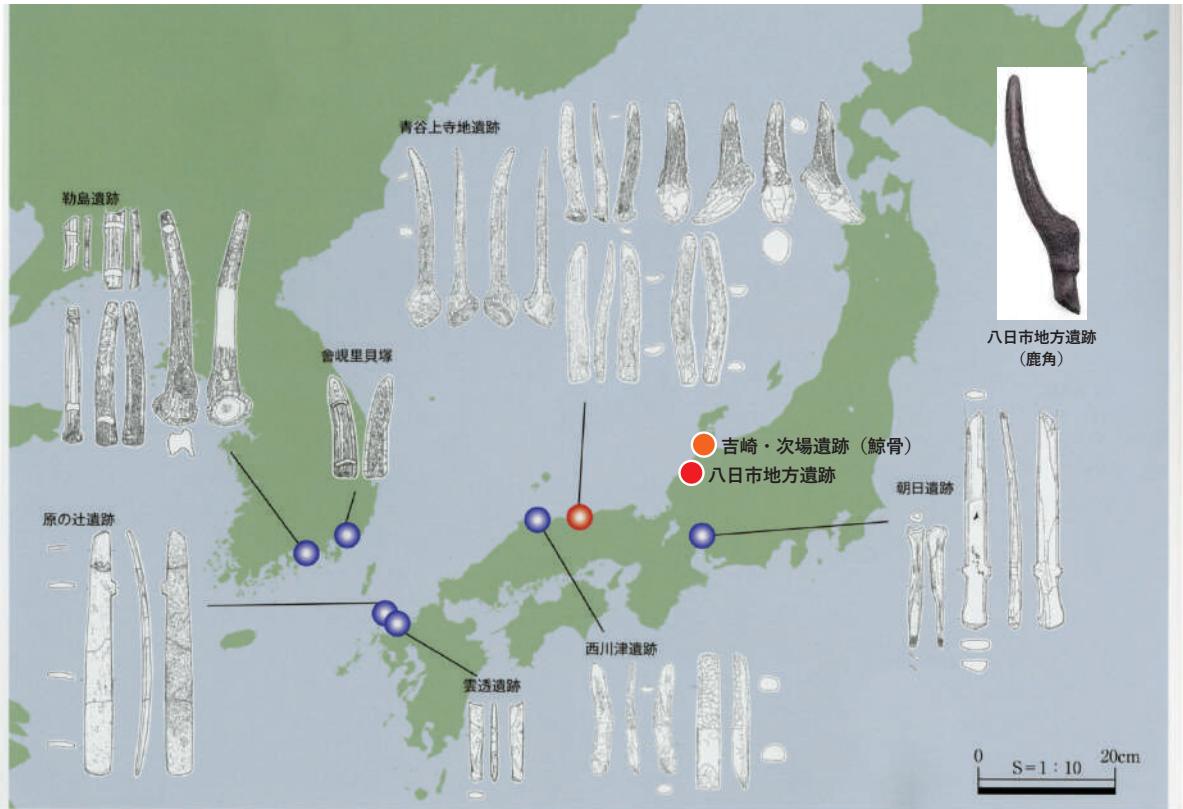 青谷上寺地遺跡
勒島遺跡
八日市地方遺跡
（鹿角）
會峴里貝塚
吉崎・次場遺跡（鯨骨）
八日市地方遺跡
朝日遺跡
原の辻遺跡
西川津遺跡
雲透遺跡
0 20cm
S=1：10